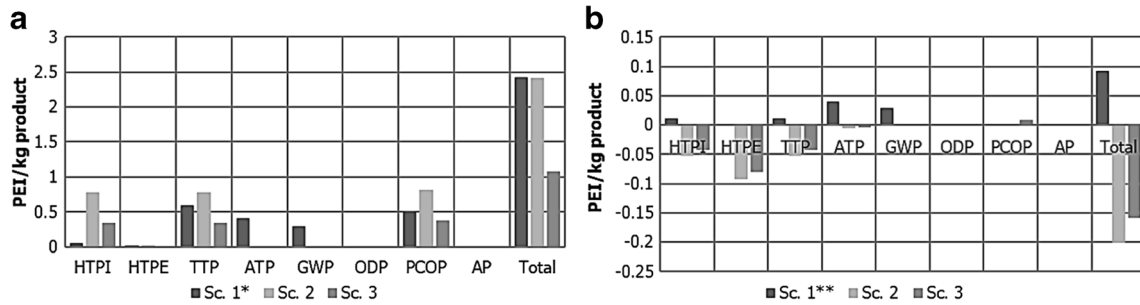 a
3
2.5
2
1.5
1
0.5
0
PEI/kg product
HTPI HTPE TTP ATP GWP ODP PCOP AP Total
Sc. 1* Sc. 2 Sc. 3
b
0.15
0.1
0.05
0
-0.05
-0.1
-0.15
-0.2
-0.25
PEI/kg product
HTPI HTPE TTP ATP GWP ODP PCOP AP Total
Sc. 1** Sc. 2 Sc. 3